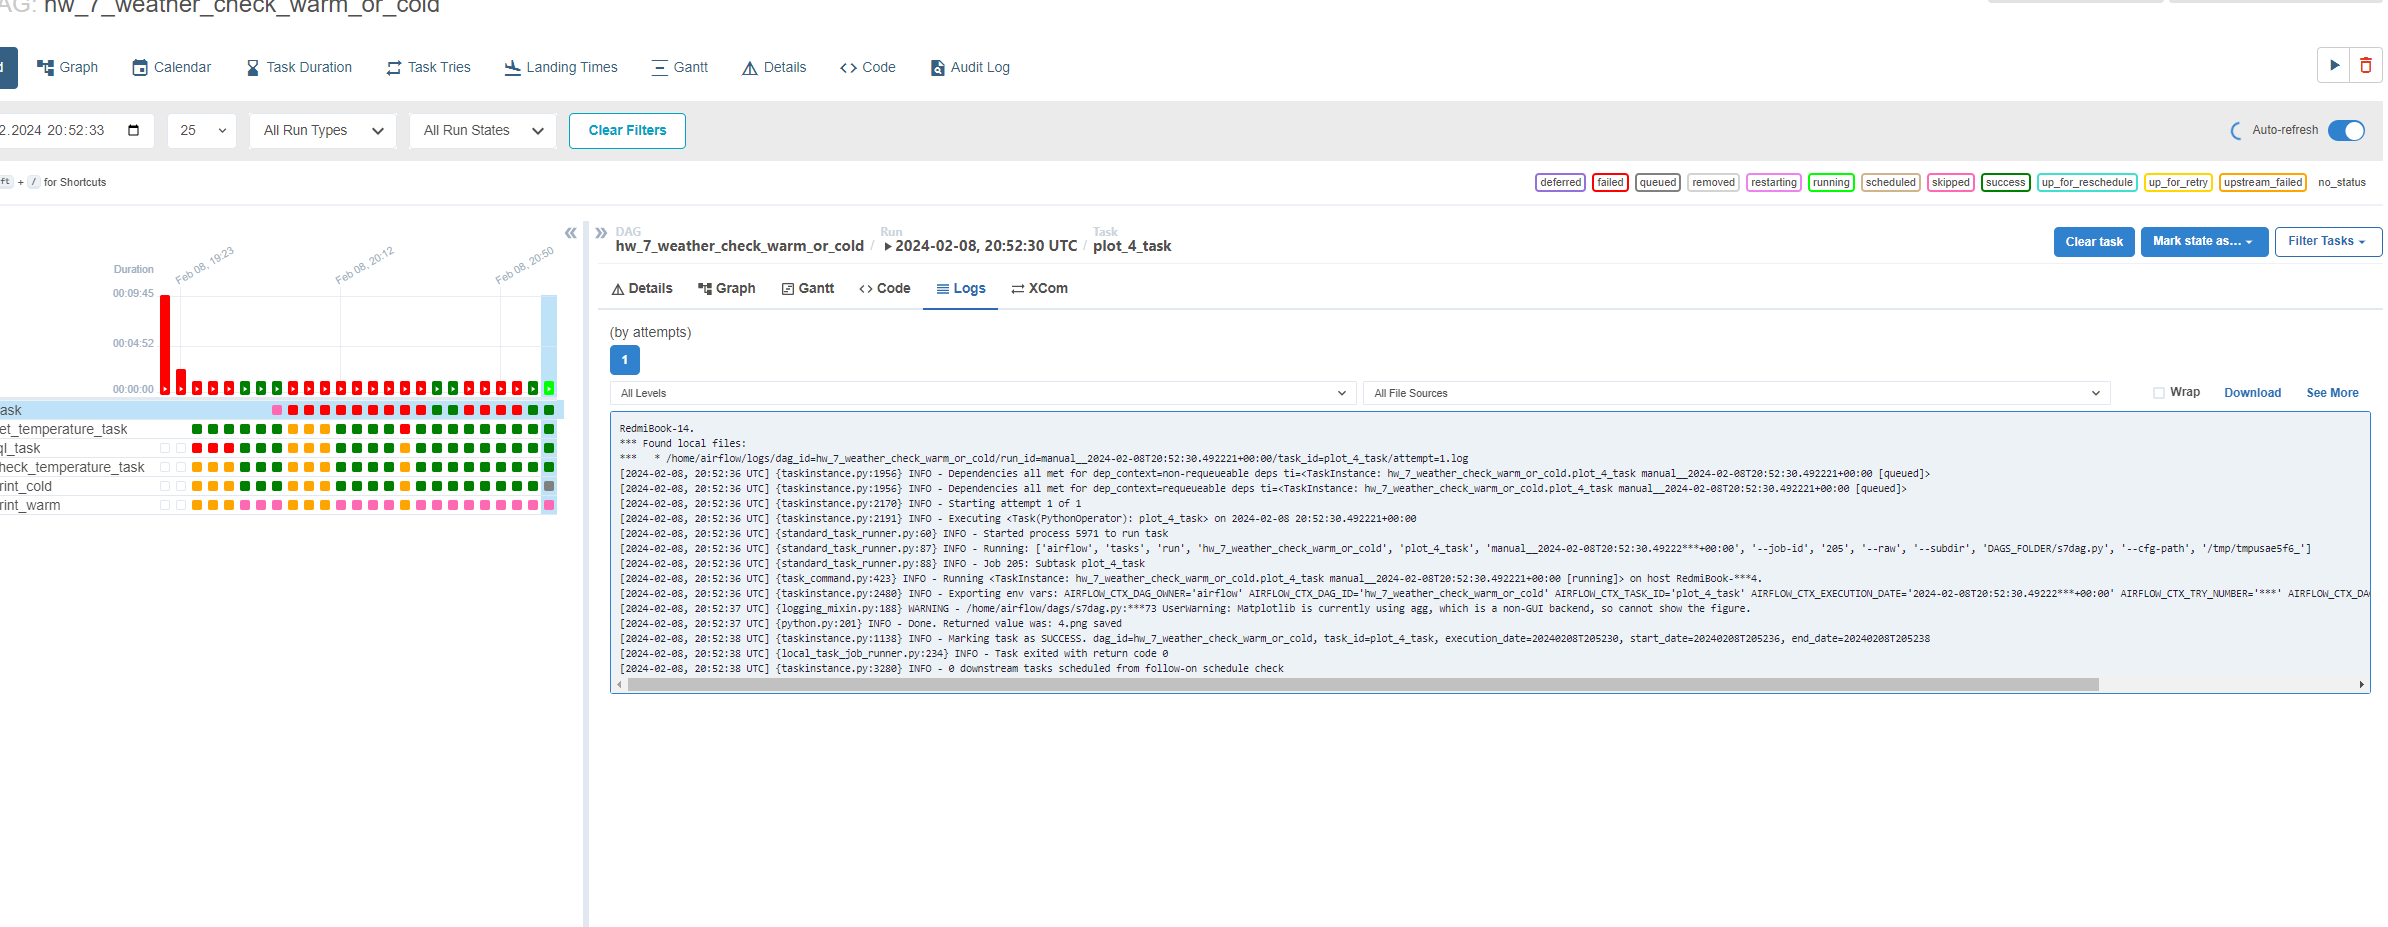 AG: hw_7_weather_check_warm_or_cold
d Graph Calendar Task Duration Task Tries Landing Times Gantt Details <> Code Audit Log
2.2024 20:52:33 25 All Run Types All Run States Clear Filters Auto-refresh
ft + / for Shortcuts deferred failed queued removed restarting running scheduled skipped success up_for_reschedule up_for_retry upstream_failed no_status
DAG Run Task
hw_7_weather_check_warm_or_cold / 2024-02-08, 20:52:30 UTC / plot_4_task
Clear task Mark state as... Filter Tasks
Duration Feb 08, 19:23 Feb 08, 20:12 Feb 08, 20:50
00:09:45
00:04:52
00:00:00
ask
et_temperature_task
ql_task
heck_temperature_task
rint_cold
rint_warm
Details Graph Gantt <> Code Logs XCom
(by attempts)
1
All Levels All File Sources Wrap Download See More
RedmiBook-14.
*** Found local files:
***   * /home/airflow/logs/dag_id=hw_7_weather_check_warm_or_cold/run_id=manual__2024-02-08T20:52:30.492221+00:00/task_id=plot_4_task/attempt=1.log
[2024-02-08, 20:52:36 UTC] {taskinstance.py:1956} INFO - Dependencies all met for dep_context=non-requeueable deps ti=<TaskInstance: hw_7_weather_check_warm_or_cold.plot_4_task manual__2024-02-08T20:52:30.492221+00:00 [queued]>
[2024-02-08, 20:52:36 UTC] {taskinstance.py:1956} INFO - Dependencies all met for dep_context=requeueable deps ti=<TaskInstance: hw_7_weather_check_warm_or_cold.plot_4_task manual__2024-02-08T20:52:30.492221+00:00 [queued]>
[2024-02-08, 20:52:36 UTC] {taskinstance.py:2170} INFO - Starting attempt 1 of 1
[2024-02-08, 20:52:36 UTC] {taskinstance.py:2191} INFO - Executing <Task(PythonOperator): plot_4_task> on 2024-02-08 20:52:30.492221+00:00
[2024-02-08, 20:52:36 UTC] {standard_task_runner.py:60} INFO - Started process 5971 to run task
[2024-02-08, 20:52:36 UTC] {standard_task_runner.py:87} INFO - Running: ['airflow', 'tasks', 'run', 'hw_7_weather_check_warm_or_cold', 'plot_4_task', 'manual__2024-02-08T20:52:30.49222***+00:00', '--job-id', '205', '--raw', '--subdir', 'DAGS_FOLDER/s7dag.py', '--cfg-path', '/tmp/tmpusae5f6_']
[2024-02-08, 20:52:36 UTC] {standard_task_runner.py:88} INFO - Job 205: Subtask plot_4_task
[2024-02-08, 20:52:36 UTC] {task_command.py:423} INFO - Running <TaskInstance: hw_7_weather_check_warm_or_cold.plot_4_task manual__2024-02-08T20:52:30.492221+00:00 [running]> on host RedmiBook-***4.
[2024-02-08, 20:52:36 UTC] {taskinstance.py:2480} INFO - Exporting env vars: AIRFLOW_CTX_DAG_OWNER='airflow' AIRFLOW_CTX_DAG_ID='hw_7_weather_check_warm_or_cold' AIRFLOW_CTX_TASK_ID='plot_4_task' AIRFLOW_CTX_EXECUTION_DATE='2024-02-08T20:52:30.49222***+00:00' AIRFLOW_CTX_TRY_NUMBER='***' AIRFLOW_CTX_DAG
[2024-02-08, 20:52:37 UTC] {logging_mixin.py:188} WARNING - /home/airflow/dags/s7dag.py:***73 UserWarning: Matplotlib is currently using agg, which is a non-GUI backend, so cannot show the figure.
[2024-02-08, 20:52:37 UTC] {python.py:201} INFO - Done. Returned value was: 4.png saved
[2024-02-08, 20:52:38 UTC] {taskinstance.py:1138} INFO - Marking task as SUCCESS. dag_id=hw_7_weather_check_warm_or_cold, task_id=plot_4_task, execution_date=20240208T205230, start_date=20240208T205236, end_date=20240208T205238
[2024-02-08, 20:52:38 UTC] {local_task_job_runner.py:234} INFO - Task exited with return code 0
[2024-02-08, 20:52:38 UTC] {taskinstance.py:3280} INFO - 0 downstream tasks scheduled from follow-on schedule check